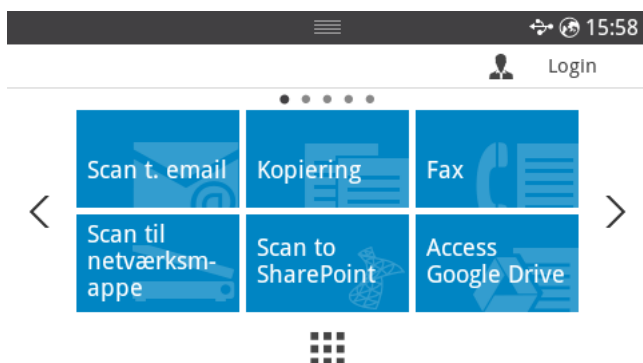 15:58
Login
Scan t. email
Kopiering
Fax
Scan til
netværksm-
appe
Scan to
SharePoint
Access
Google Drive